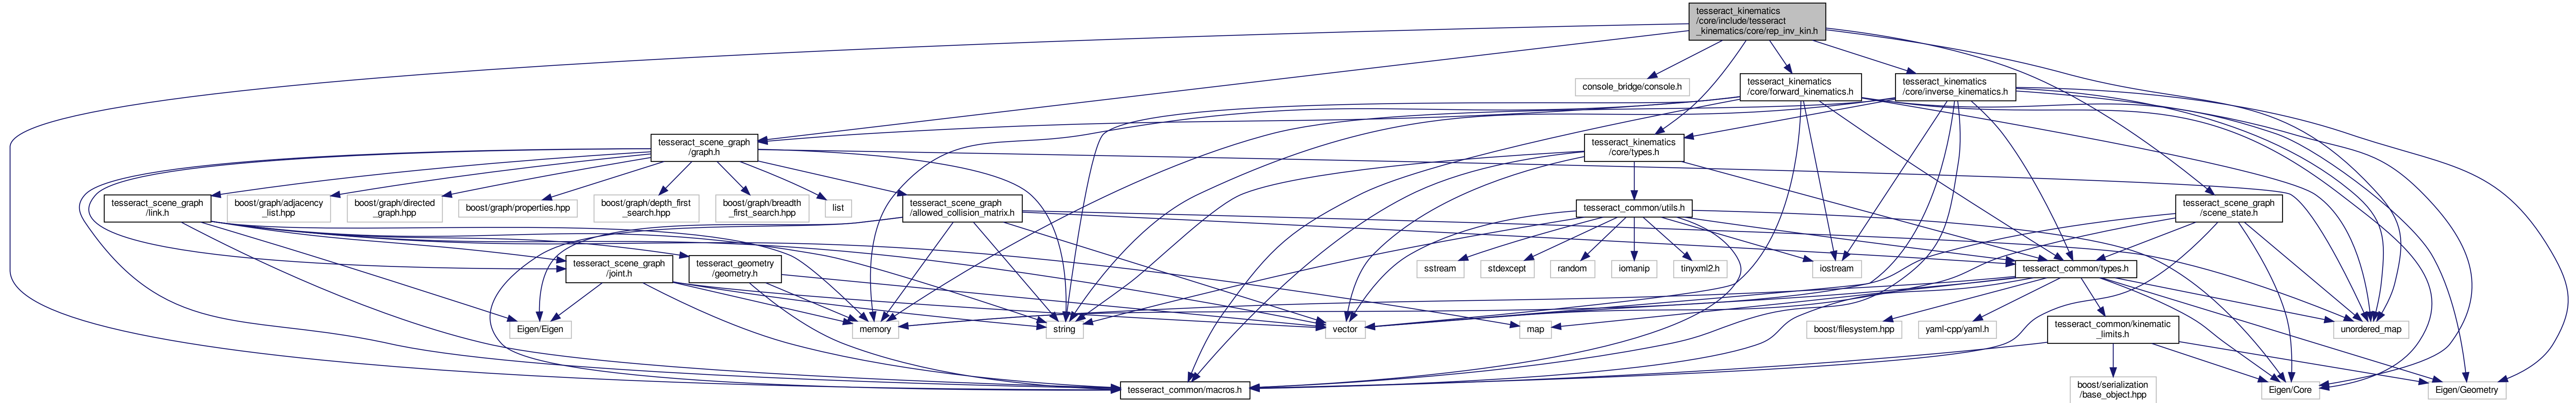 tesseract_kinematics
/core/include/tesseract
_kinematics/core/rep_inv_kin.h
console_bridge/console.h
tesseract_kinematics
/core/forward_kinematics.h
tesseract_kinematics
/core/inverse_kinematics.h
tesseract_scene_graph
/graph.h
tesseract_kinematics
/core/types.h
tesseract_scene_graph
/link.h
boost/graph/adjacency
_list.hpp
boost/graph/directed
_graph.hpp
boost/graph/properties.hpp
boost/graph/depth_first
_search.hpp
boost/graph/breadth
_first_search.hpp
list
tesseract_scene_graph
/allowed_collision_matrix.h
tesseract_common/utils.h
tesseract_scene_graph
/scene_state.h
tesseract_scene_graph
/joint.h
tesseract_geometry
/geometry.h
sstream
stdexcept
random
iomanip
tinyxml2.h
iostream
tesseract_common/types.h
Eigen/Eigen
memory
string
vector
map
boost/filesystem.hpp
yaml-cpp/yaml.h
tesseract_common/kinematic
_limits.h
unordered_map
tesseract_common/macros.h
boost/serialization
/base_object.hpp
Eigen/Core
Eigen/Geometry